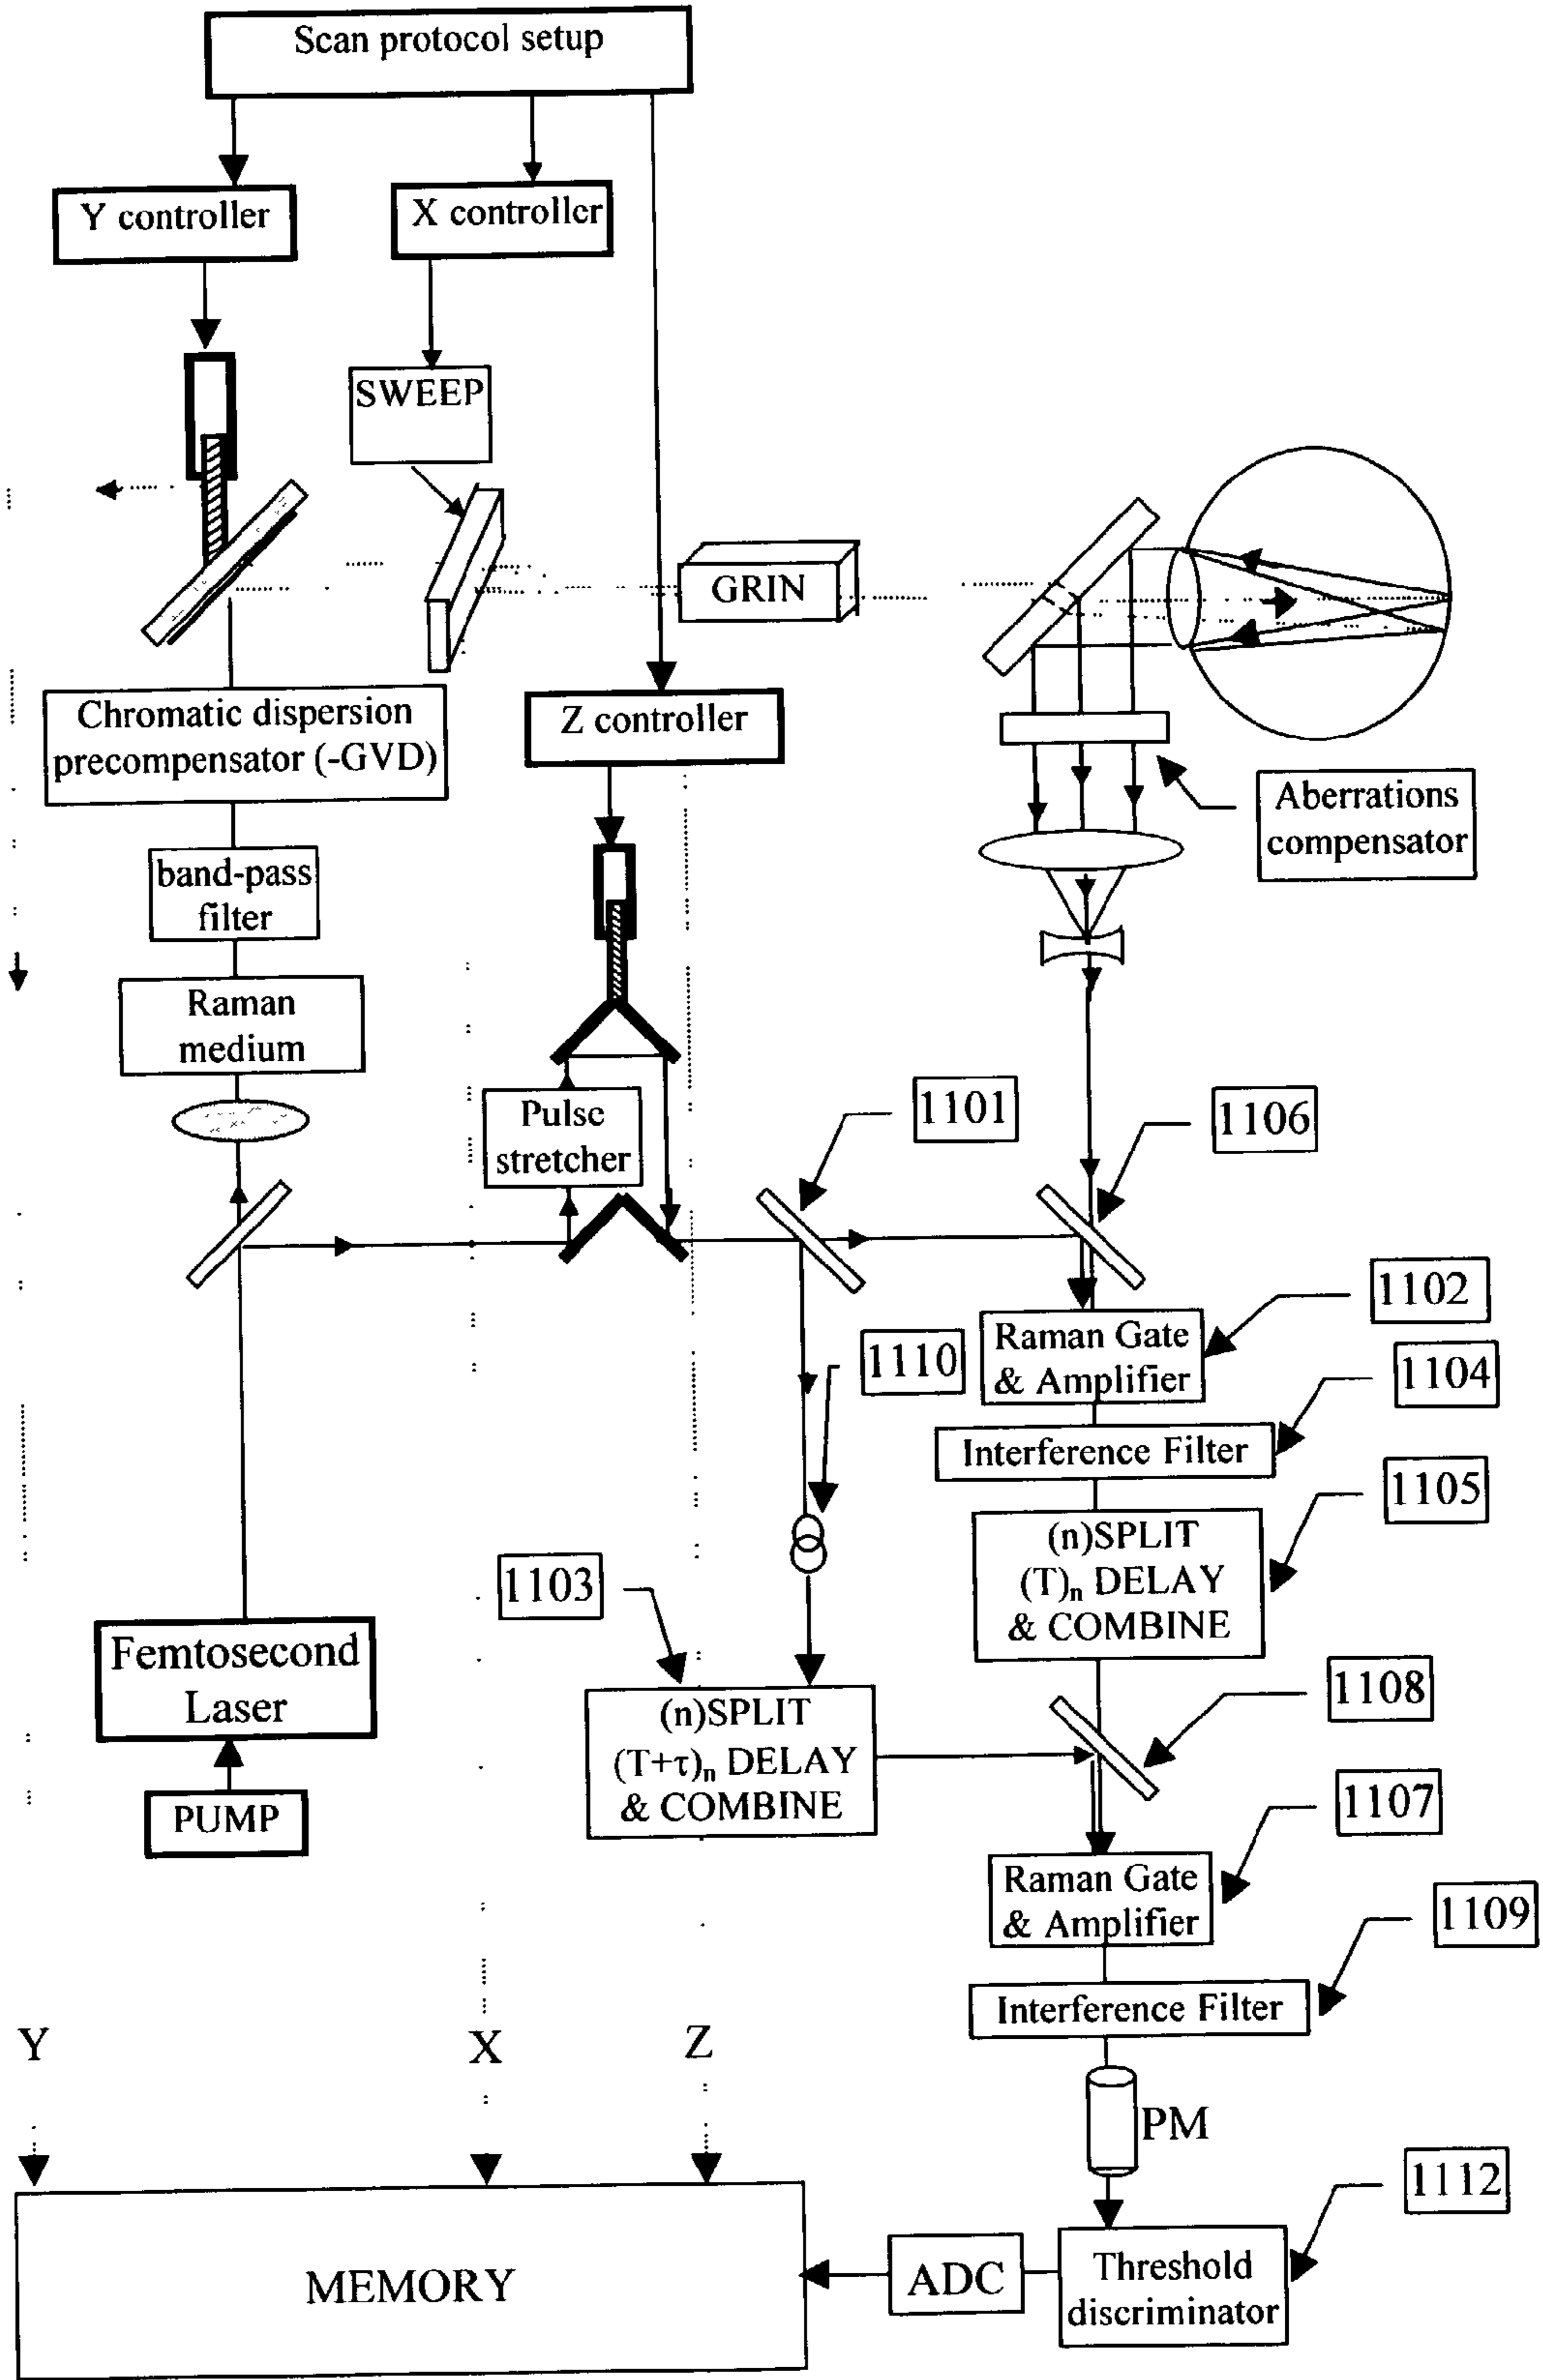 Scan protocol setup
Y controller
X controller
SWEEP
GRIN
Chromatic dispersion
precompensator (-GVD)
Z controller
Aberrations
compensator
band-pass
filter
Raman
medium
Pulse
stretcher
1101
1106
1102
Raman Gate
& Amplifier
1110
1104
Interference Filter
1105
(n)SPLIT
(T)n DELAY
& COMBINE
1103
Femtosecond
Laser
1108
(n)SPLIT
(T+τ)n DELAY
& COMBINE
PUMP
1107
Raman Gate
& Amplifier
1109
Interference Filter
Y
X
Z
PM
1112
MEMORY
ADC
Threshold
discriminator